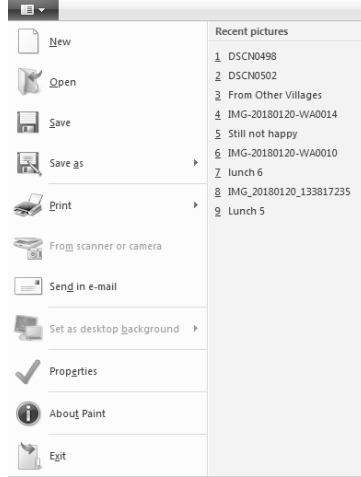 New
Open
Save
Save as
Print
From scanner or camera
Send in e-mail
Set as desktop background
Properties
About Paint
Exit
Recent pictures
1 DSCN0498
2 DSCN0502
3 From Other Villages
4 IMG-20180120-WA0014
5 Still not happy
6 IMG-20180120-WA0010
7 lunch 6
8 IMG_20180120_133817235
9 Lunch 5